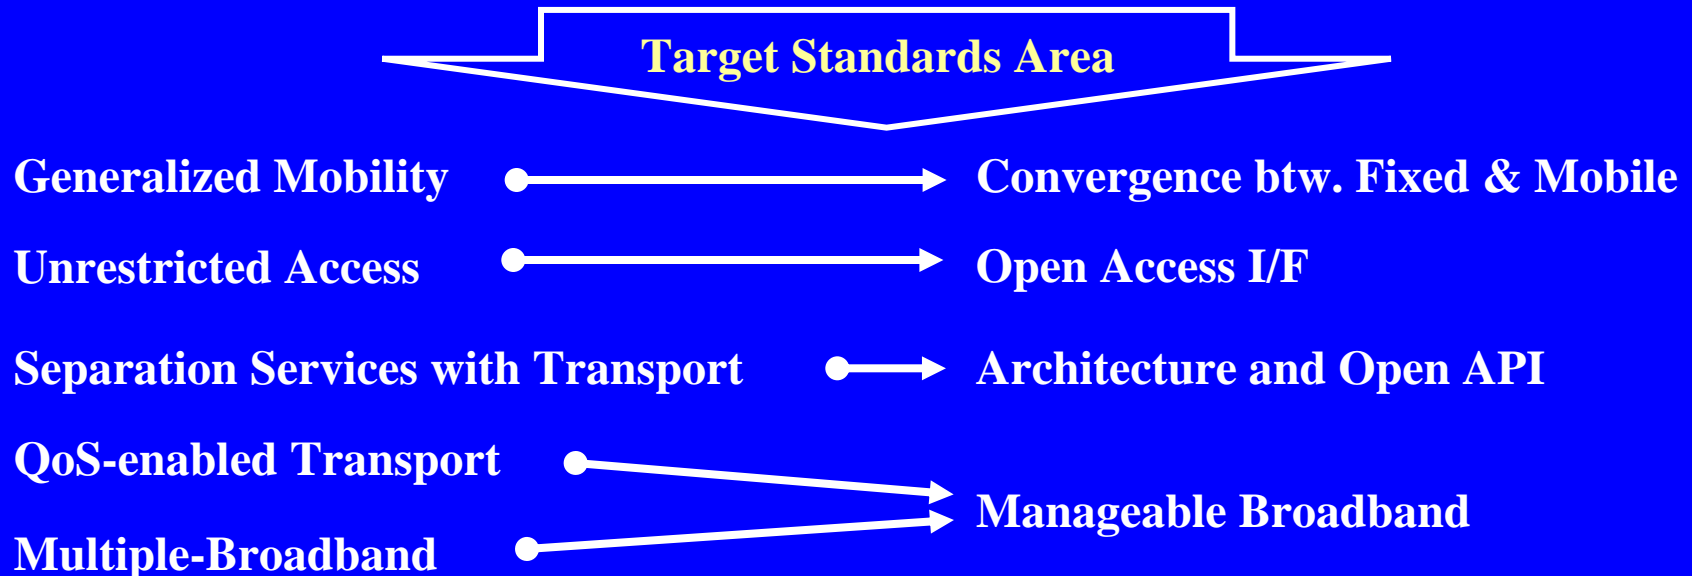 Target Standards Area
Generalized Mobility
Convergence btw. Fixed & Mobile
Unrestricted Access
Open Access I/F
Separation Services with Transport
Architecture and Open API
QoS-enabled Transport
Manageable Broadband
Multiple-Broadband